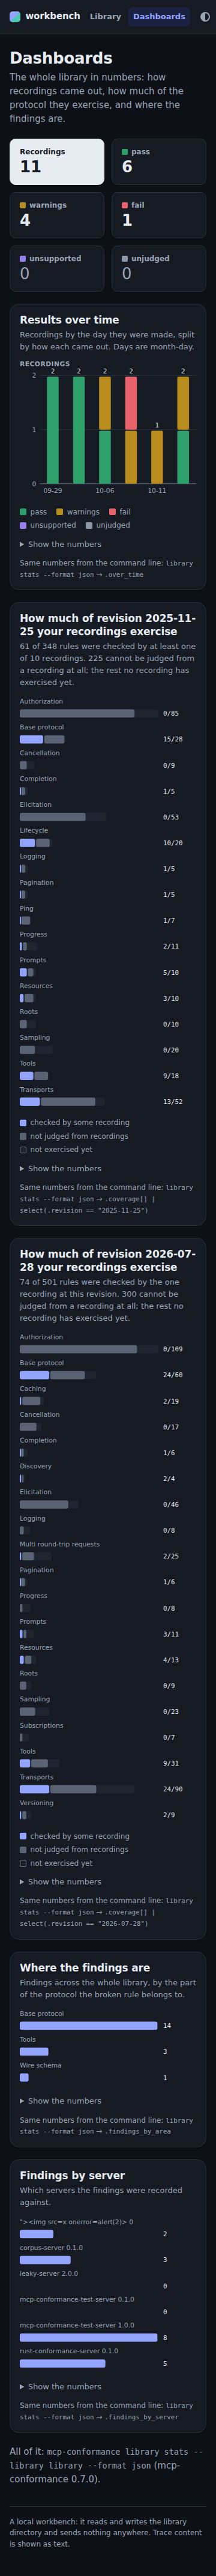 workbench Library Dashboards
Dashboards
The whole library in numbers: how
recordings came out, how much of the
protocol they exercise, and where the
findings are.
Recordings
11
pass
6
warnings
4
fail
1
unsupported
0
unjudged
0
Results over time
Recordings by the day they were made, split
by how each came out. Days are month-day.
RECORDINGS
2
1
0
2 2 2 2 1 2
09-29 10-06 10-11
pass warnings fail
unsupported unjudged
▶ Show the numbers
Same numbers from the command line: library
stats --format json → .over_time
How much of revision 2025-11-
25 your recordings exercise
61 of 348 rules were checked by at least one
of 10 recordings. 225 cannot be judged from
a recording at all; the rest no recording has
exercised yet.
Authorization
0/85
Base protocol
15/28
Cancellation
0/9
Completion
1/5
Elicitation
0/53
Lifecycle
10/20
Logging
1/5
Pagination
1/5
Ping
1/7
Progress
2/11
Prompts
5/10
Resources
3/10
Roots
0/10
Sampling
0/20
Tools
9/18
Transports
13/52
checked by some recording
not judged from recordings
not exercised yet
▶ Show the numbers
Same numbers from the command line: library
stats --format json → .coverage[] |
select(.revision == "2025-11-25")
How much of revision 2026-07-
28 your recordings exercise
74 of 501 rules were checked by the one
recording at this revision. 300 cannot be
judged from a recording at all; the rest no
recording has exercised yet.
Authorization
0/109
Base protocol
24/60
Caching
2/19
Cancellation
0/17
Completion
1/6
Discovery
2/4
Elicitation
0/46
Logging
0/8
Multi round-trip requests
2/25
Pagination
1/6
Progress
0/8
Prompts
3/11
Resources
4/13
Roots
0/9
Sampling
0/23
Subscriptions
0/7
Tools
9/31
Transports
24/90
Versioning
2/9
checked by some recording
not judged from recordings
not exercised yet
▶ Show the numbers
Same numbers from the command line: library
stats --format json → .coverage[] |
select(.revision == "2026-07-28")
Where the findings are
Findings across the whole library, by the part
of the protocol the broken rule belongs to.
Base protocol
14
Tools
3
Wire schema
1
▶ Show the numbers
Same numbers from the command line: library
stats --format json → .findings_by_area
Findings by server
Which servers the findings were recorded
against.
"><img src=x onerror=alert(2)> 0
2
corpus-server 0.1.0
3
leaky-server 2.0.0
0
mcp-conformance-test-server 0.1.0
0
mcp-conformance-test-server 1.0.0
8
rust-conformance-server 0.1.0
5
▶ Show the numbers
Same numbers from the command line: library
stats --format json → .findings_by_server
All of it: mcp-conformance library stats --
library library --format json (mcp-
conformance 0.7.0).
A local workbench: it reads and writes the library
directory and sends nothing anywhere. Trace content
is shown as text.